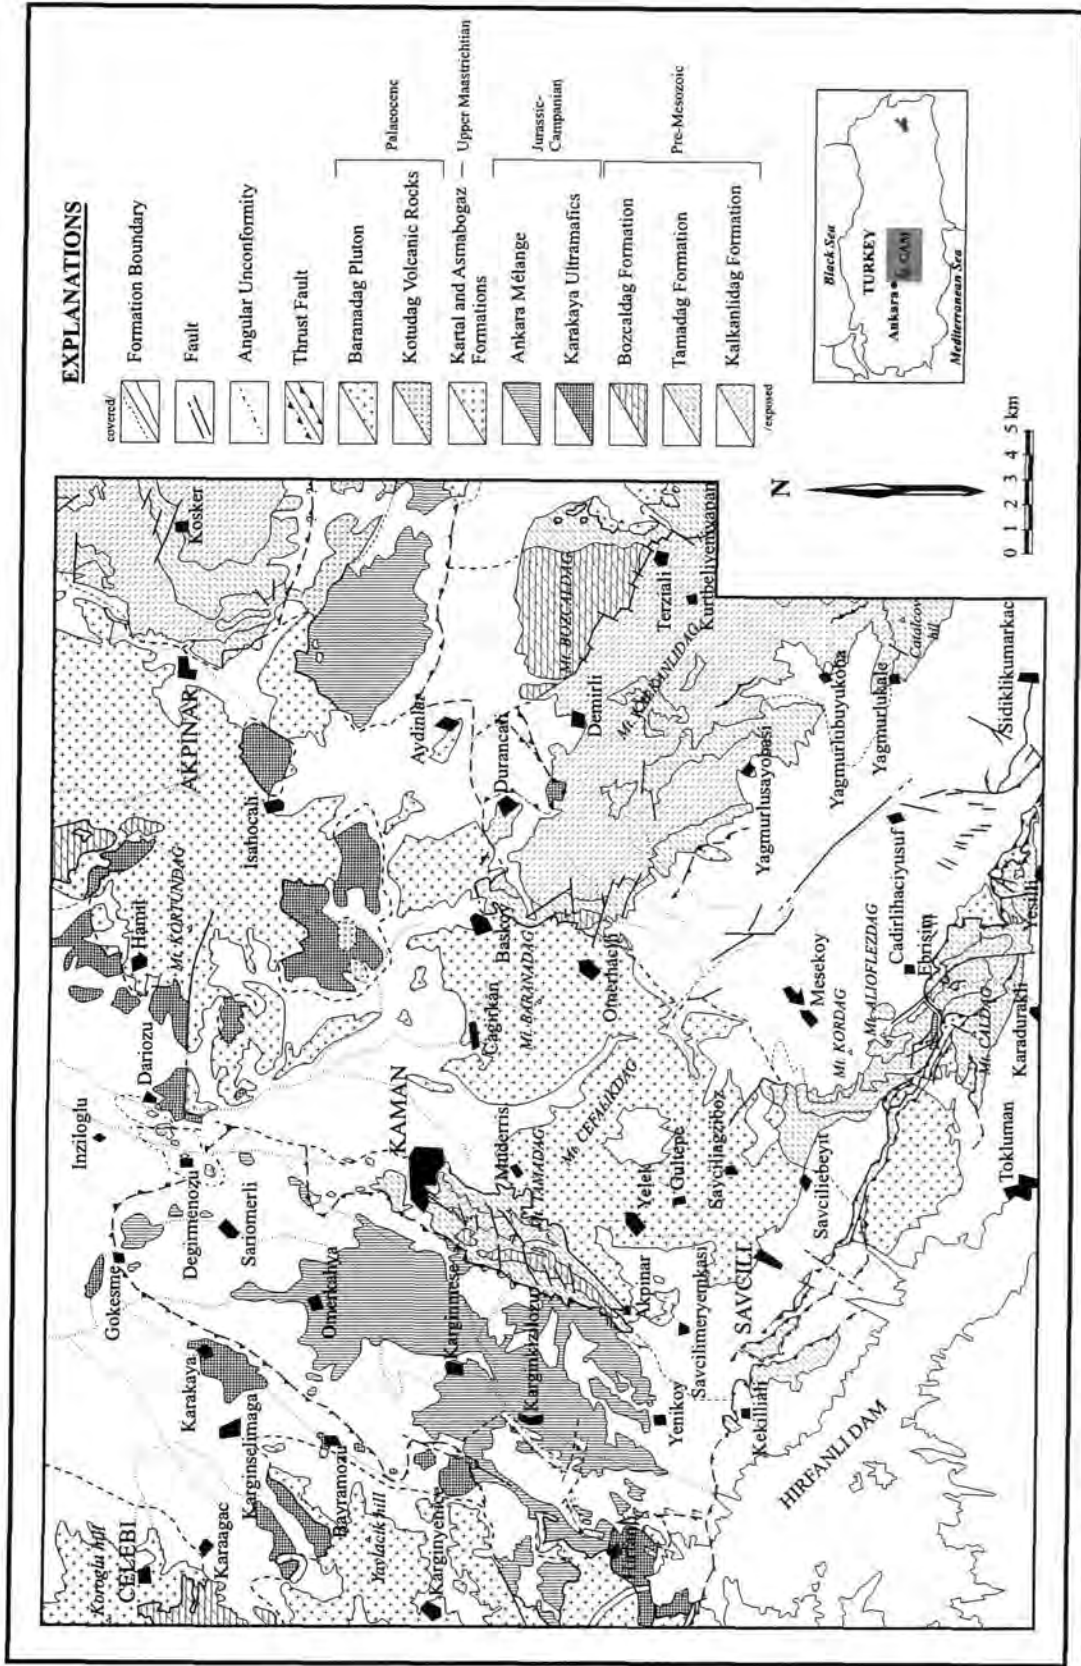 EXPLANATIONS
covered/
Formation Boundary
Fault
Angular Unconformity
Thrust Fault
Baranadag Pluton
Kotudag Volcanic Rocks
Palaeocene
Kartal and Asmabogaz
Formations
Upper Maastrichtian
Ankara Mélange
Karakaya Ultramafics
Jurassic-
Campanian
Bozcaldag Formation
Tamadag Formation
Kalkanlidag Formation
Pre-Mesozoic
/exposed
Black Sea
TURKEY
Ankara
Mediterranean Sea
N
0 1 2 3 4 5 km
Koroglu hill
CELEBI
Karaagac
Karginselimaga
Karakaya
Bayramozu
Yaylacik hill
Karginyenice
Hirfanli
Gokesme
Inziloglu
Degirmenozu
Sariomerli
Dariozu
Omerkahya
Karginmese
Karginkizilozu
Yenikoy
Kekilliali
HIRFANLI DAM
Hamit
Mt. KORTUNDAG
Isahocali
AKPINAR
Kosker
KAMAN
Muderris
Mt. TAMADAG
Mt. CEFALIKDAG
Cagirkan
Mt. BARANADAG
Baskoy
Omerhacili
Durancali
Aydinlar
Demirli
Mt. BOZCALDAG
Terziali
Kurtbeliyeniyapan
Mt. KALKANLIDAG
Akpinar
Savcilimeryemkasi
SAVCILI
Yelek
Gultepe
Savciliagziboz
Savciliebeyit
Yagmurlusayobasi
Yagmurlubuyukoba
Yagmurlukale
hill
Sidiklikumarkac
Mesekoy
Mt. KORDAG
Mt. ALIOFLEZDAG
Cadirlihaciyusuf
Ebrisim
Mt. CALDAG
Yesilli
Karadurakli
Tokluman